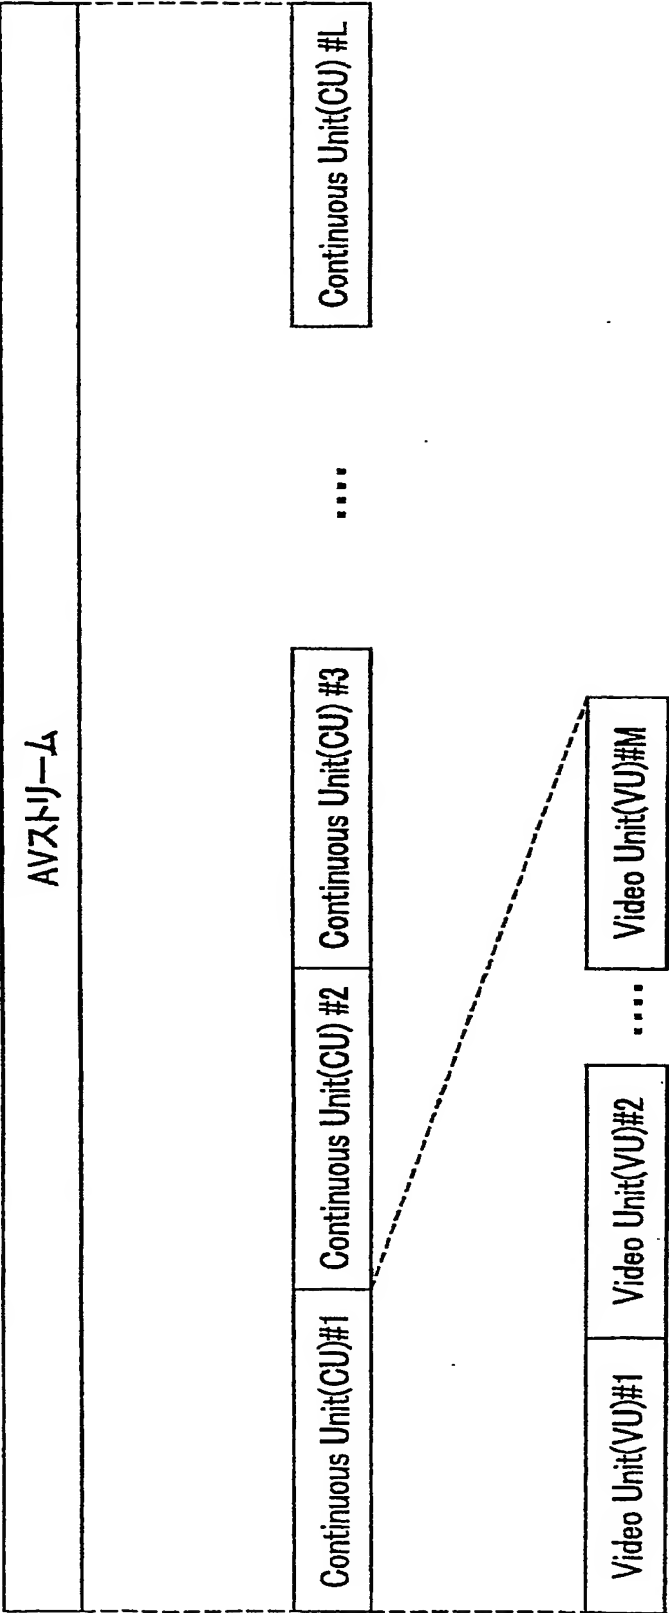 AVストリーム
Continuous Unit(CU)#1
Continuous Unit(CU) #2
Continuous Unit(CU) #3
....
Continuous Unit(CU) #L
Video Unit(VU)#1
Video Unit(VU)#2
....
Video Unit(VU)#M